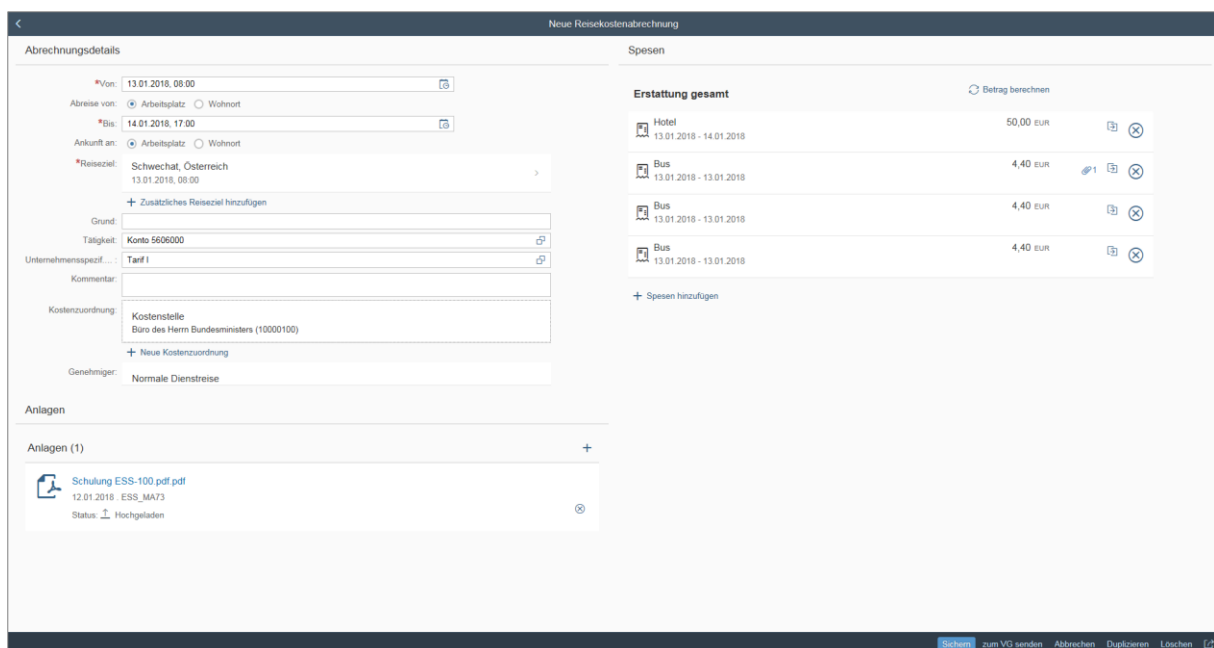 Neue Reisekostenabrechnung
Abrechnungsdetails
*Von: 13.01.2018, 08:00
Abreise von: Arbeitsplatz Wohnort
*Bis: 14.01.2018, 17:00
Ankunft an: Arbeitsplatz Wohnort
*Reiseziel: Schwechat, Österreich
13.01.2018, 08:00
+ Zusätzliches Reiseziel hinzufügen
Grund:
Tätigkeit: Konto 5606000
Unternehmensspezif.... : Tarif I
Kommentar:
Kostenzuordnung: Kostenstelle
Büro des Herrn Bundesministers (10000100)
+ Neue Kostenzuordnung
Genehmiger: Normale Dienstreise
Anlagen
Anlagen (1) +
Schulung ESS-100.pdf.pdf
12.01.2018 . ESS_MA73
Status: Hochgeladen
Spesen
Erstattung gesamt Betrag berechnen
Hotel 50,00 EUR
13.01.2018 - 14.01.2018
Bus 4,40 EUR 1
13.01.2018 - 13.01.2018
Bus 4,40 EUR
13.01.2018 - 13.01.2018
Bus 4,40 EUR
13.01.2018 - 13.01.2018
+ Spesen hinzufügen
Sichern zum VG senden Abbrechen Duplizieren Löschen